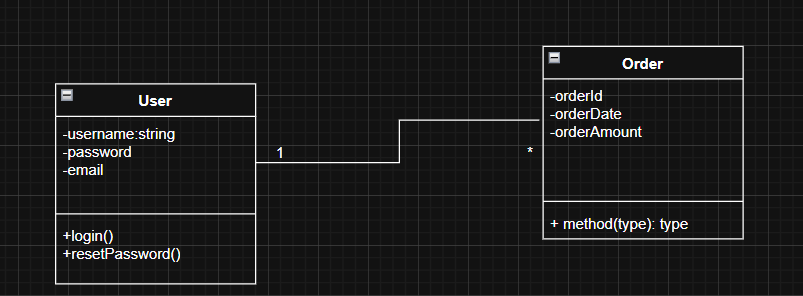 User
-username:string
-password
-email
+login()
+resetPassword()
1
*
Order
-orderId
-orderDate
-orderAmount
+ method(type): type